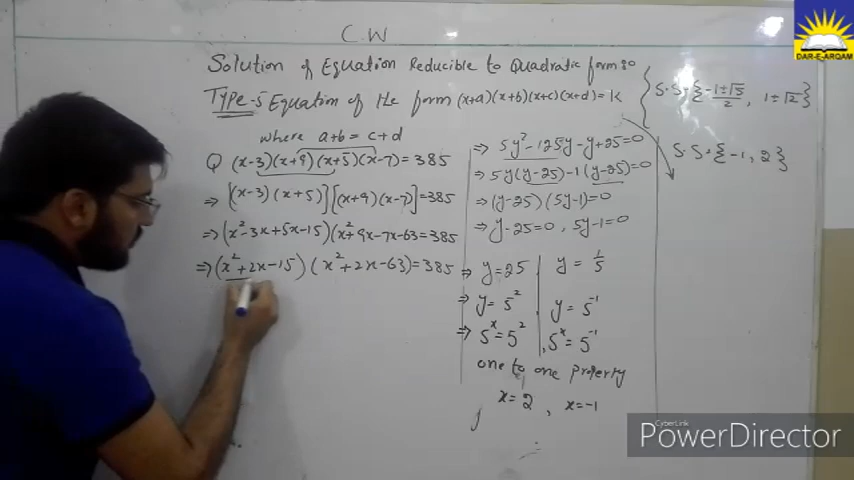 C.W
Solution of Equation Reducible to Quadratic form so
Type-5 Equation of the form (x+a)(x+b)(x+c)(x+d)=k
where a+b = c+d
Q (x-3)(x+9)(x+5)(x-7)=385
⇒ [(x-3)(x+5)][(x+9)(x-7)]=385
⇒(x²-3x+5x-15)(x²+9x-7x-63=385
⇒(x²+2x-15)(x²+2x-63)=385
⇒ 5y²-125y-y+25=0
⇒ 5y(y-25)-1(y-25)=0
⇒(y-25)(5y-1)=0
⇒ y-25=0, 5y-1=0
⇒ y=25 | y = 1/5
⇒ y = 5² | y = 5⁻¹
⇒ 5ˣ = 5² , 5ˣ = 5⁻¹
one to one property
x=2 , x=-1
S.S={(-1±√5)/2, 1±√2}
S.S={-1, 2}
DAR-E-ARQAM
CyberLink
PowerDirector